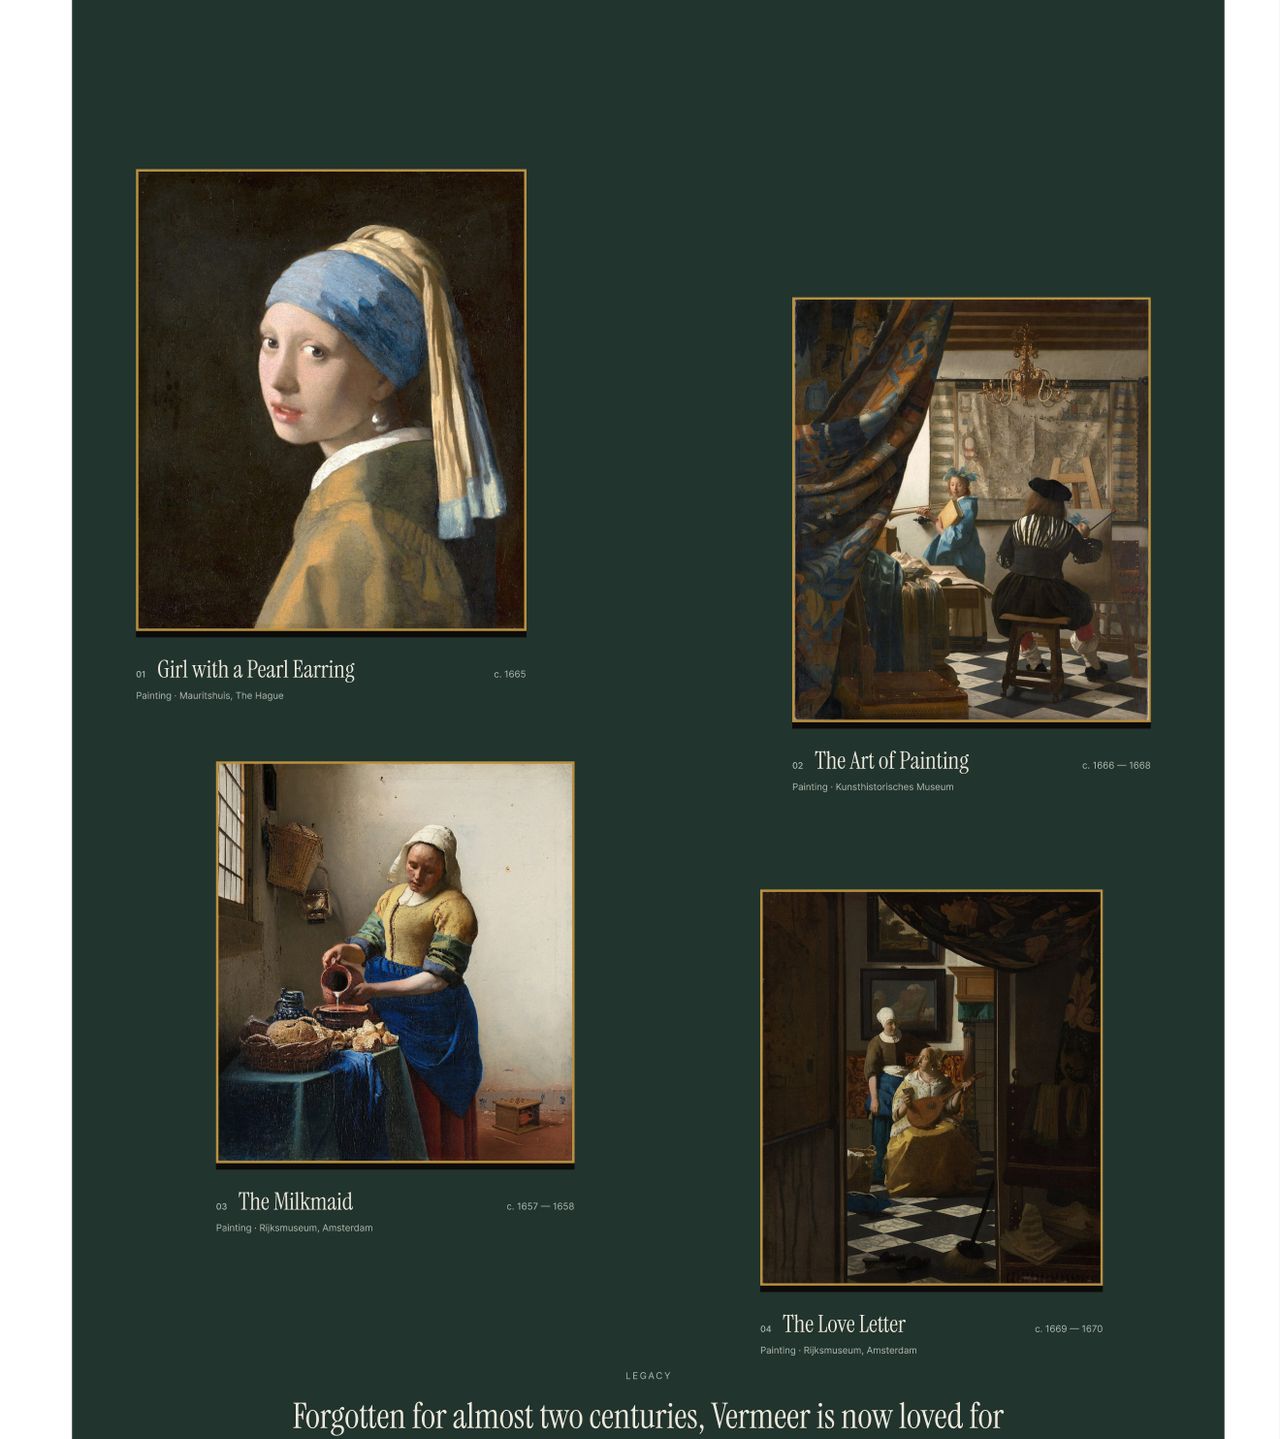 01 Girl with a Pearl Earring c. 1665
Painting · Mauritshuis, The Hague
02 The Art of Painting c. 1666 — 1668
Painting · Kunsthistorisches Museum
03 The Milkmaid c. 1657 — 1658
Painting · Rijksmuseum, Amsterdam
04 The Love Letter c. 1669 — 1670
Painting · Rijksmuseum, Amsterdam
LEGACY
Forgotten for almost two centuries, Vermeer is now loved for